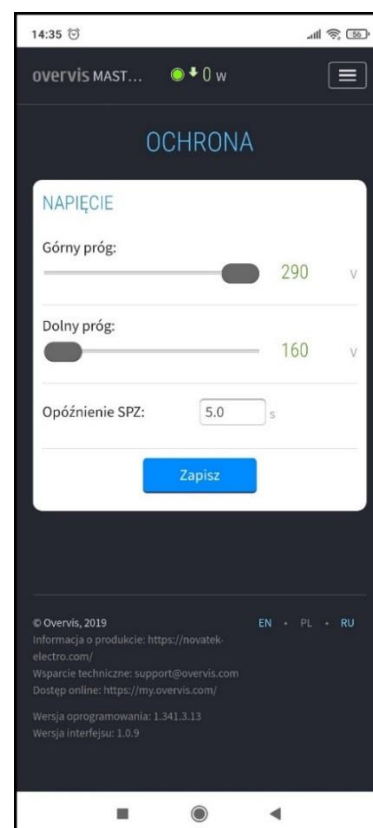 14:35
56
overvis MAST... 0 w
OCHRONA
NAPIĘCIE
Górny próg:
290 v
Dolny próg:
160 v
Opóźnienie SPZ: 5.0 s
Zapisz
© Overvis, 2019 EN • PL • RU
Informacja o produkcie: https://novatek-
electro.com/
Wsparcie techniczne: support@overvis.com
Dostęp online: https://my.overvis.com/
Wersja oprogramowania: 1.341.3.13
Wersja interfejsu: 1.0.9